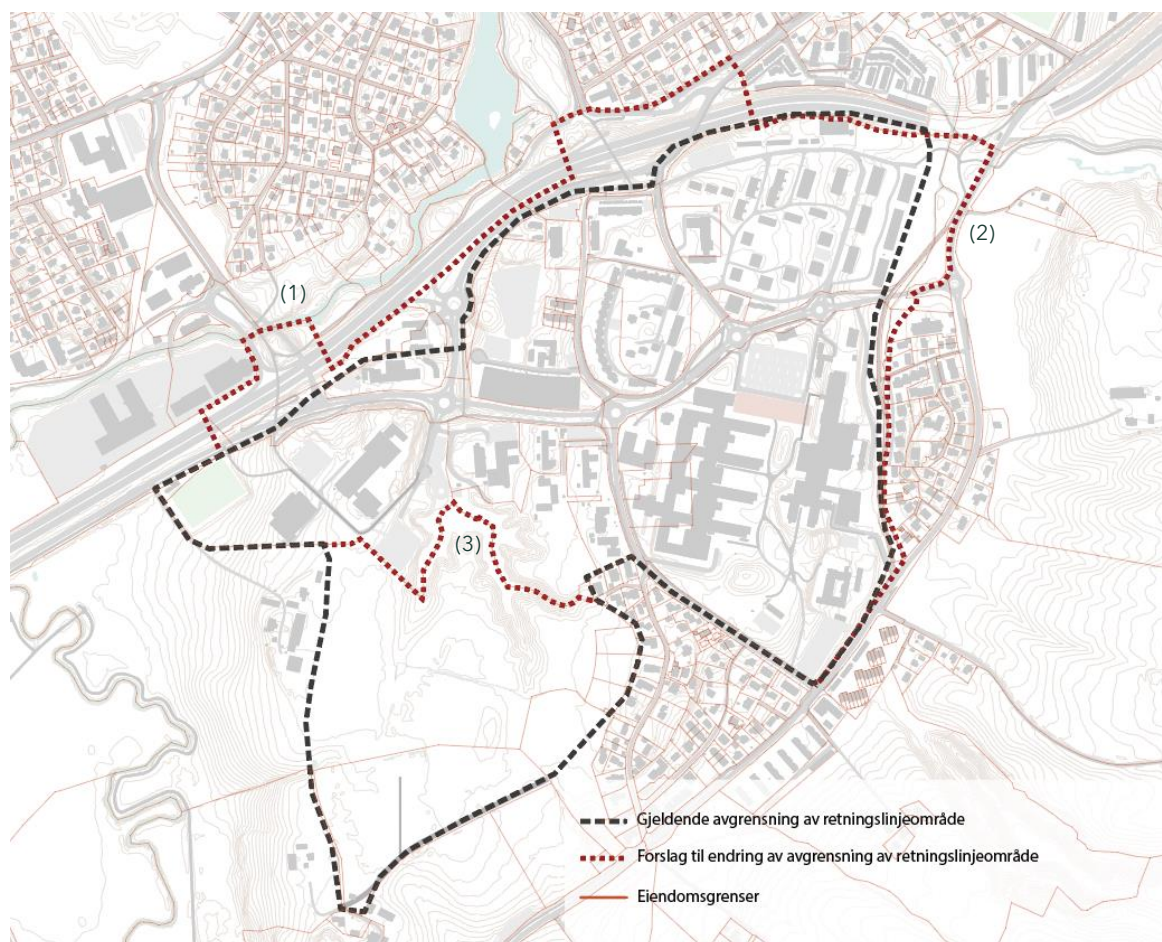 (1)
(2)
(3)
Gjeldende avgrensning av retningslinjeområde
Forslag til endring av avgrensning av retningslinjeområde
Eiendomsgrenser